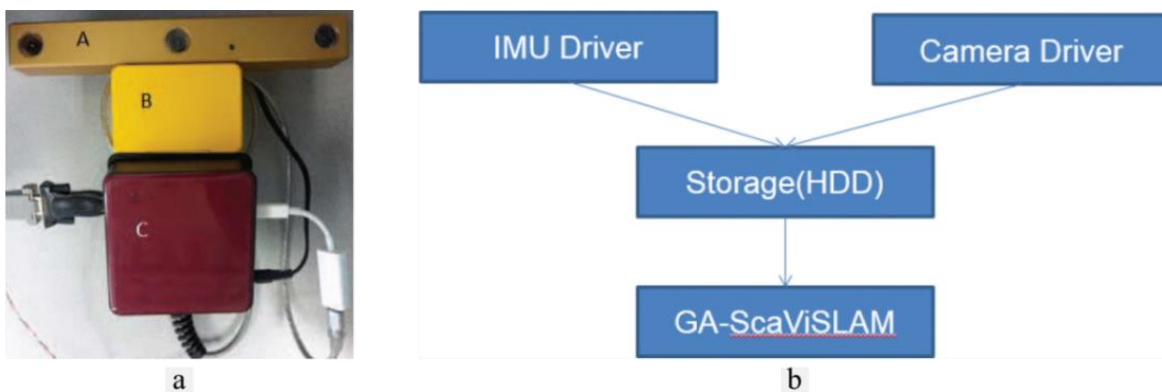 A
B
C
IMU Driver
Camera Driver
Storage(HDD)
GA-ScaViSLAM
a
b